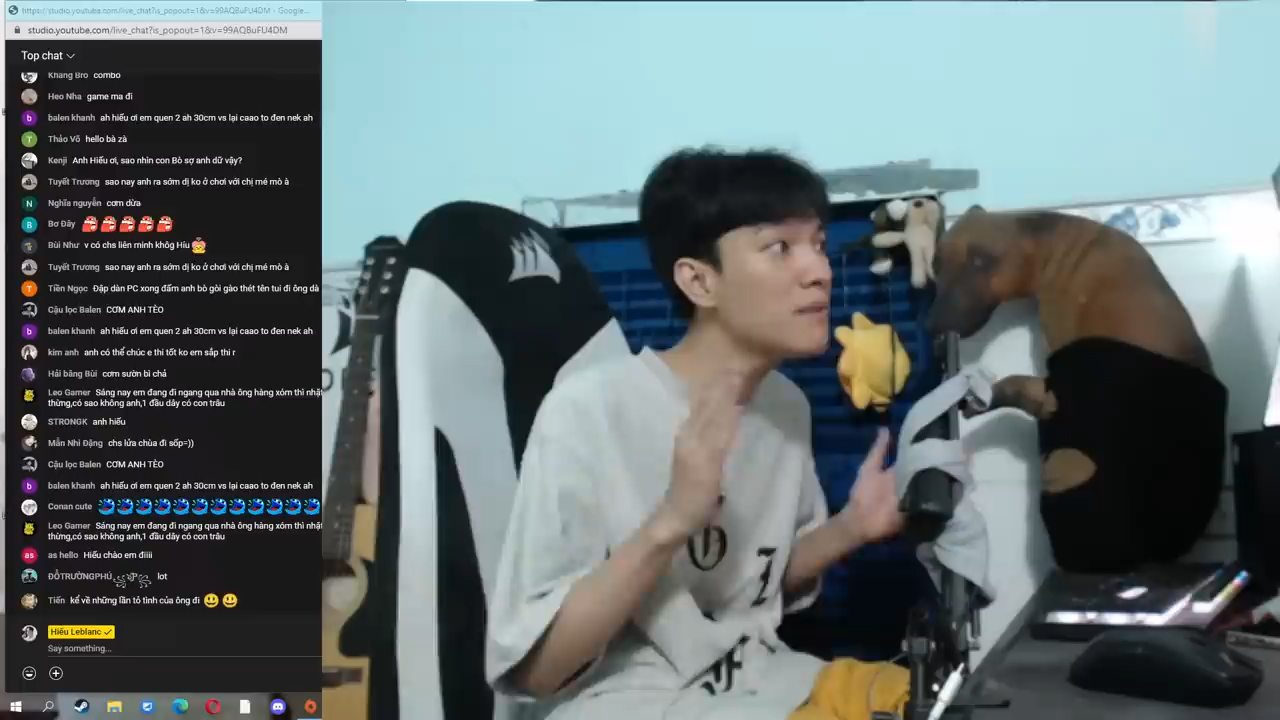 https://studio.youtube.com/live_chat?is_popout=1&v=99AQBuFU4DM - Google...
studio.youtube.com/live_chat?is_popout=1&v=99AQBuFU4DM
Top chat
Khang Bro combo
Heo Nha game ma đi
balen khanh ah hiếu ơi em quen 2 ah 30cm vs lại caao to đen nek ah
Thảo Võ hello bà zà
Kenji Anh Hiếu ơi, sao nhìn con Bò sợ anh dữ vậy?
Tuyết Trương sao nay anh ra sớm dị ko ở chơi với chị mé mò à
Nghĩa nguyễn cơm dừa
Bơ Đây
Bùi Như v có chs liên minh khôg Híu
Tuyết Trương sao nay anh ra sớm dị ko ở chơi với chị mé mò à
Tiền Ngọc Đập dàn PC xong đấm anh bò gòi gào thét tên tui đi ông dà
Cậu lọc Balen CƠM ANH TÈO
balen khanh ah hiếu ơi em quen 2 ah 30cm vs lại caao to đen nek ah
kim anh anh có thể chúc e thi tốt ko em sắp thi r
Hải băng Bùi cơm sườn bì chả
Leo Gamer Sáng nay em đang đi ngang qua nhà ông hàng xóm thì nhặt
thừng,có sao không anh,1 đầu dây có con trâu
STRONGK anh hiếu
Mẫn Nhi Đặng chs lửa chùa đi sốp=))
Cậu lọc Balen CƠM ANH TÈO
balen khanh ah hiếu ơi em quen 2 ah 30cm vs lại caao to đen nek ah
Conan cute
Leo Gamer Sáng nay em đang đi ngang qua nhà ông hàng xóm thì nhặt
thừng,có sao không anh,1 đầu dây có con trâu
as hello Hiếu chào em điiii
ĐỖTRƯỜNGPHÚ lot
Tiến kể về những lần tỏ tình của ông đi
Hiếu Leblanc
Say something...